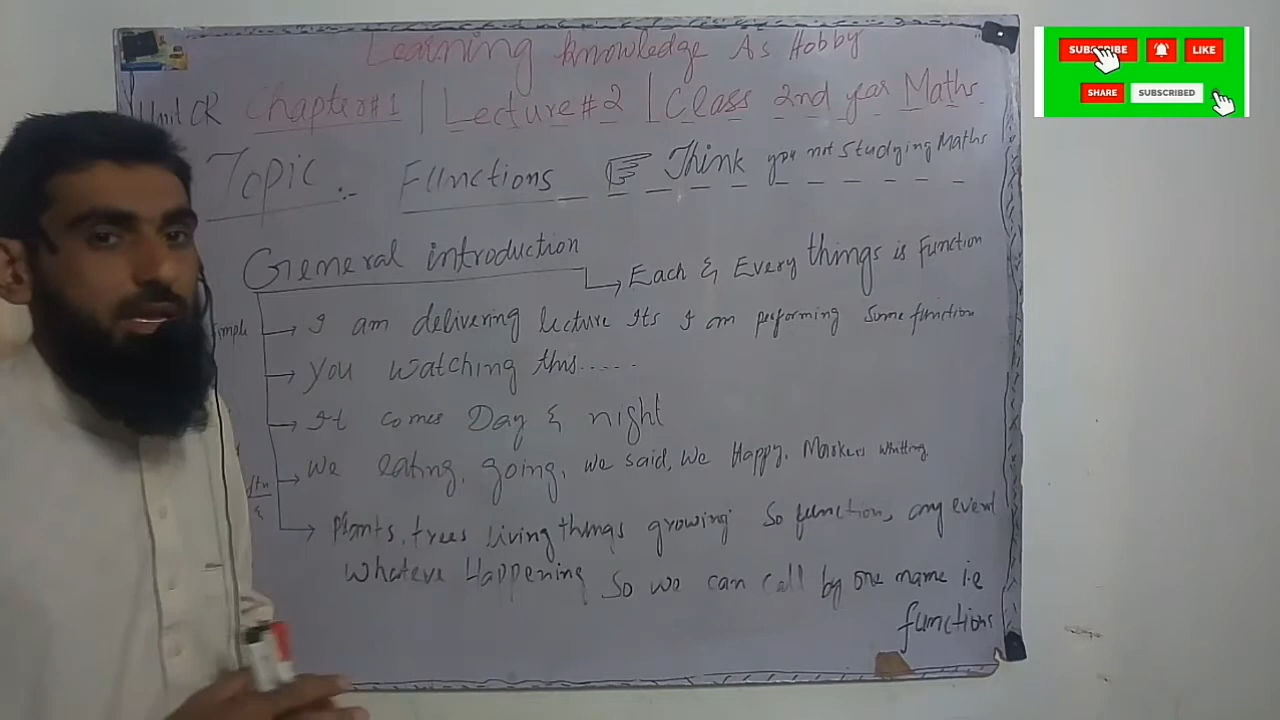 Learning knowledge As Hobby
Unit OR Chapter#1 | Lecture#2 | Class 2nd year Maths
Topic :- Functions Think you not Studying Maths
General introduction
Each & Every things is Function
I am delivering lecture Its I am performing Some function
You watching this.....
It comes Day & night
We eating, going, We said, We Happy. Markers whitting
Plants, trees living things growing So function, any event
Whateve Happening So we can call by one name i.e
functions
SUBSCRIBE LIKE
SHARE SUBSCRIBED